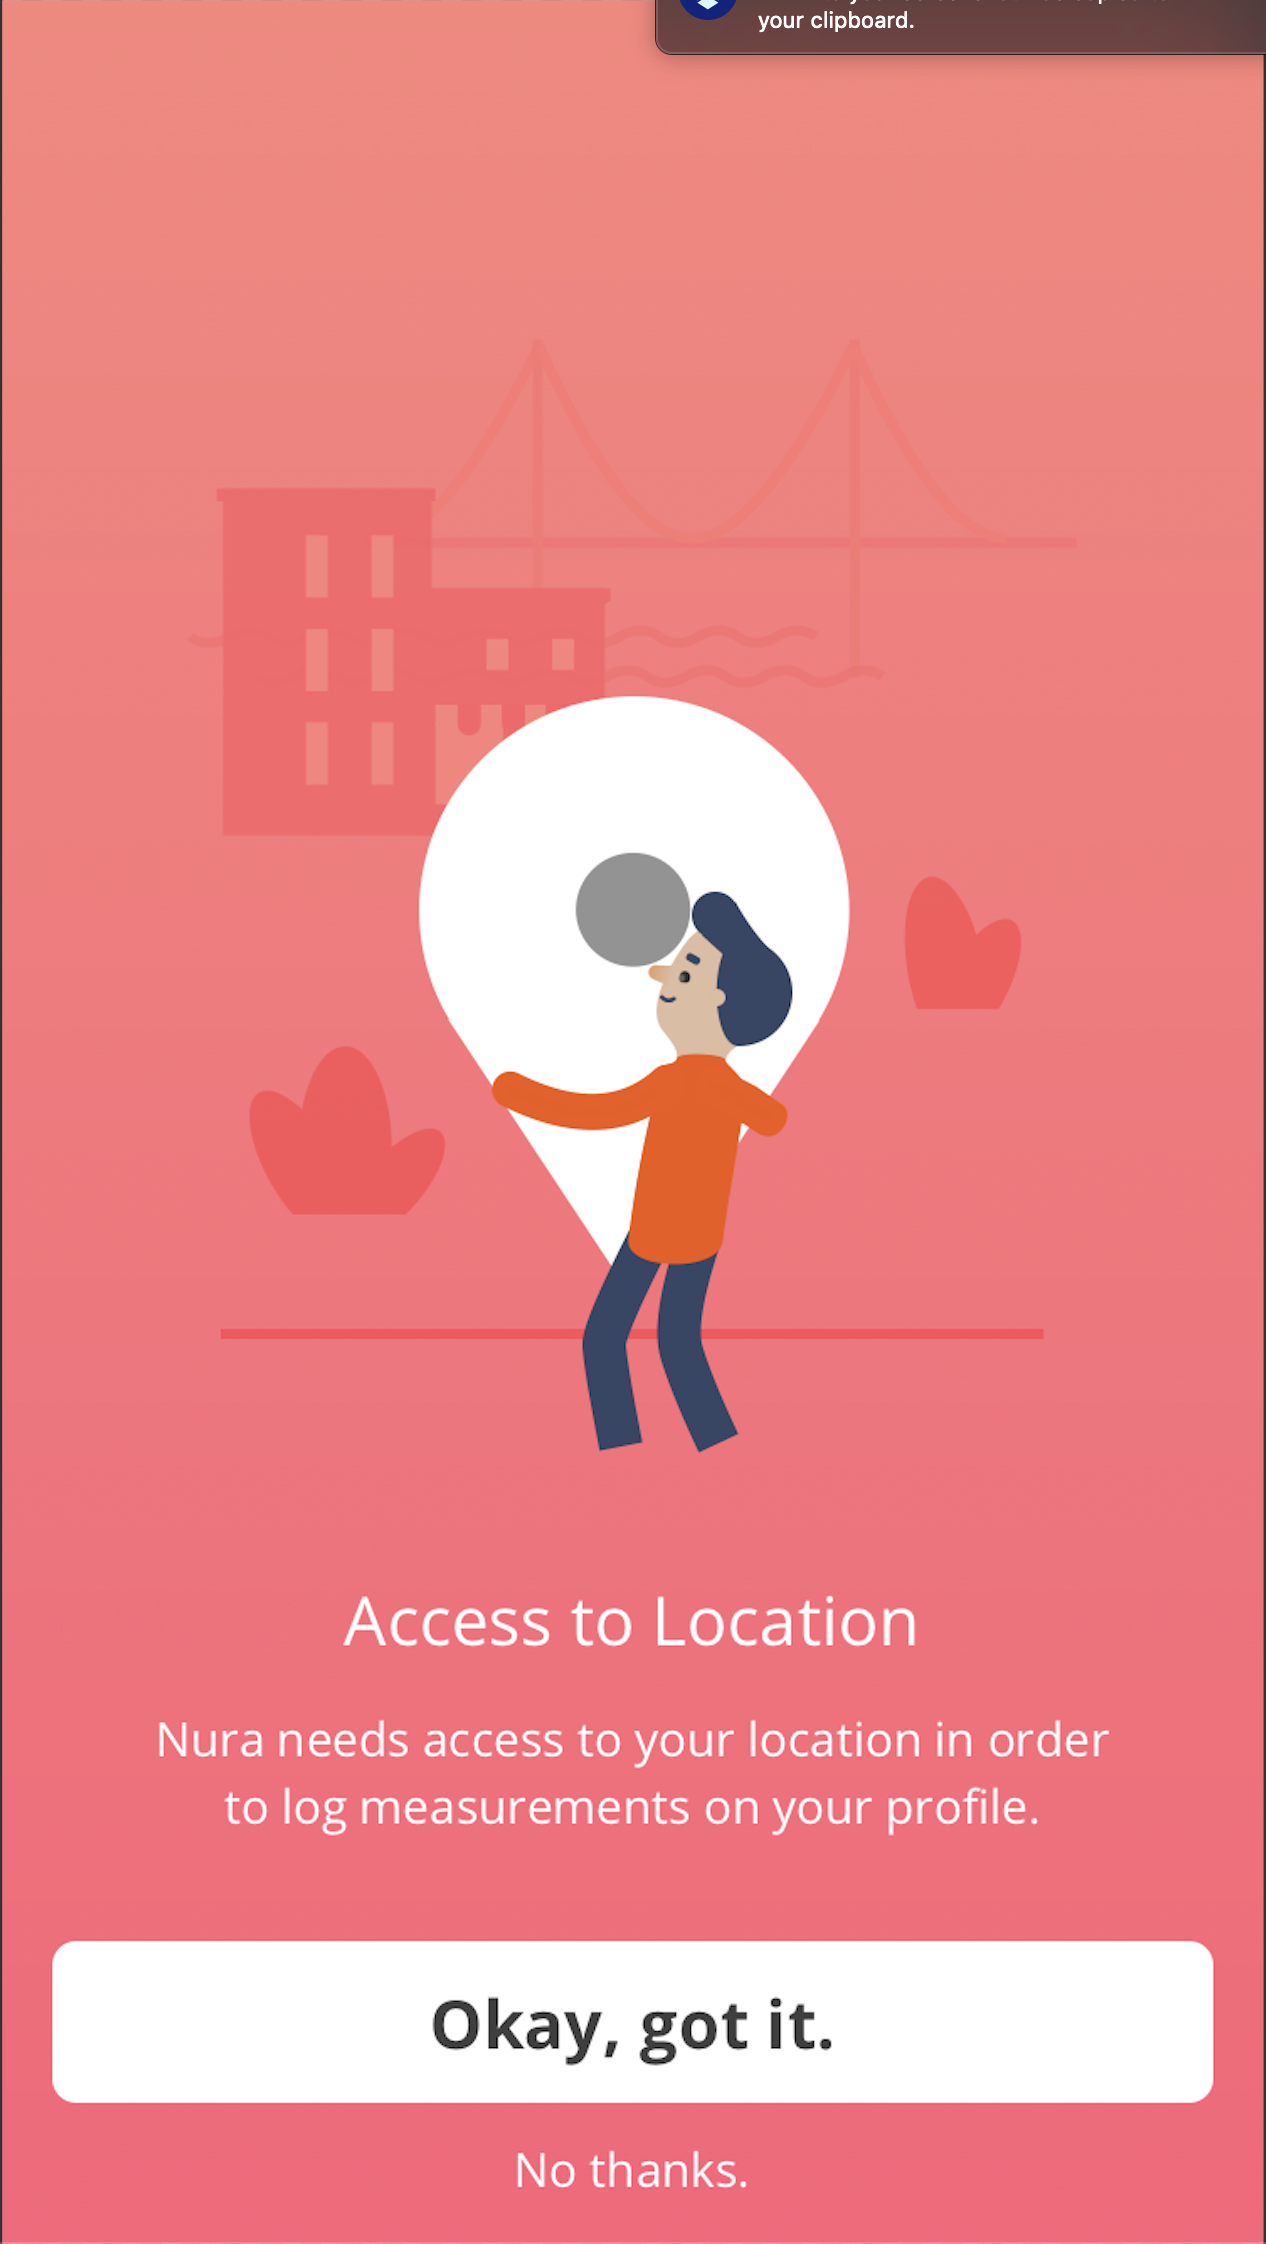 your clipboard.
Access to Location
Nura needs access to your location in order
to log measurements on your profile.
Okay, got it.
No thanks.